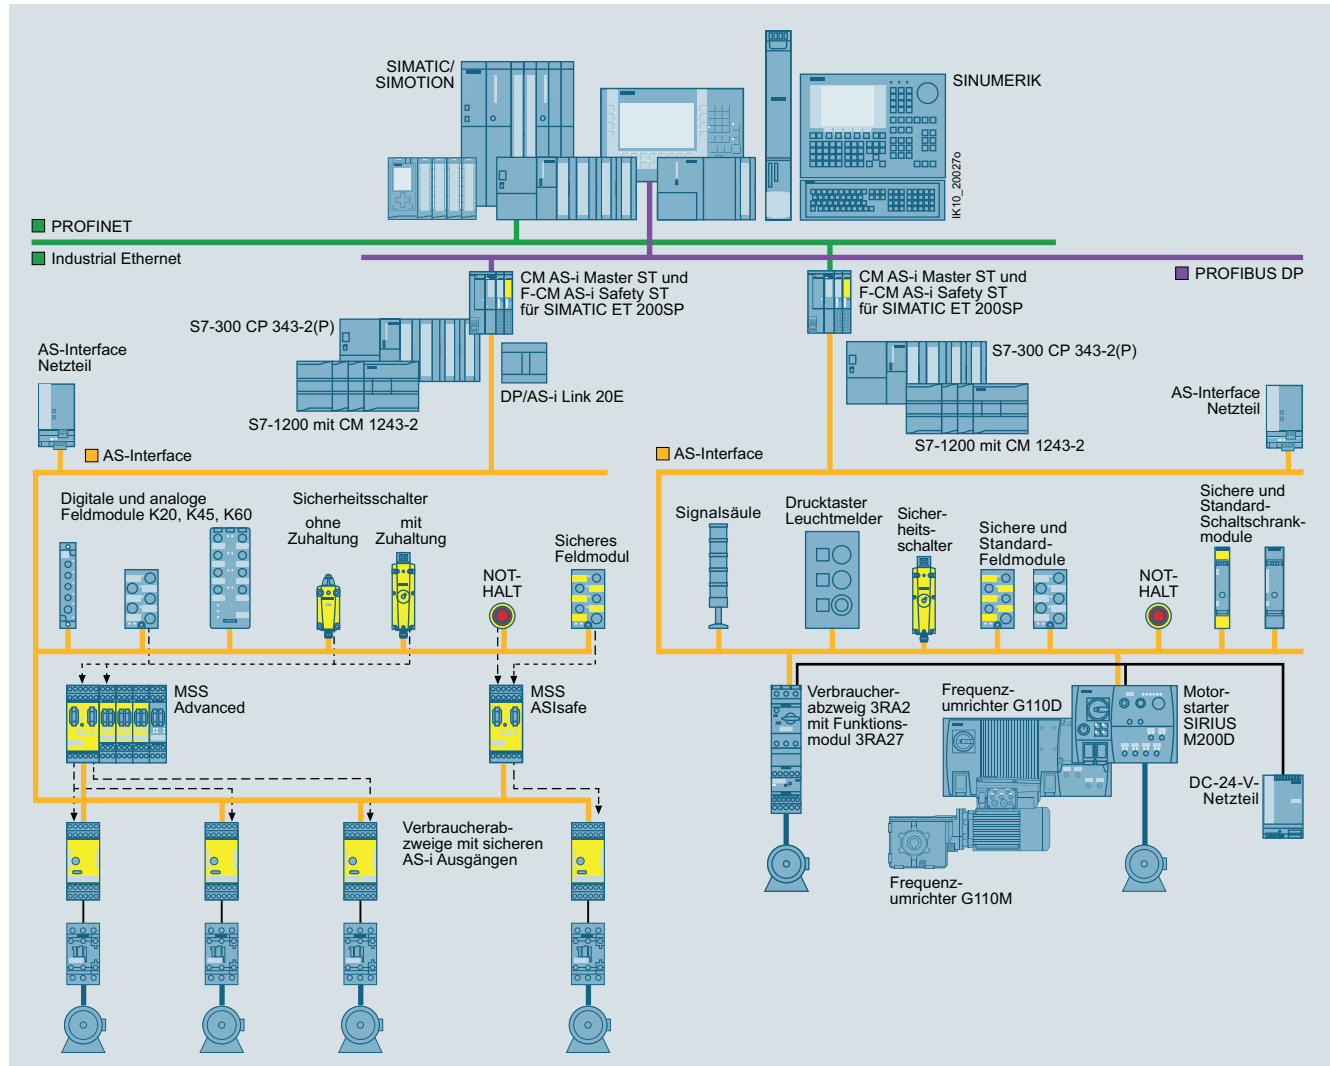 SIMATIC/
SIMOTION
SINUMERIK
IK10_20027o
PROFINET
Industrial Ethernet
PROFIBUS DP
CM AS-i Master ST und
F-CM AS-i Safety ST
für SIMATIC ET 200SP
CM AS-i Master ST und
F-CM AS-i Safety ST
für SIMATIC ET 200SP
S7-300 CP 343-2(P)
S7-300 CP 343-2(P)
AS-Interface
Netzteil
DP/AS-i Link 20E
AS-Interface
Netzteil
S7-1200 mit CM 1243-2
S7-1200 mit CM 1243-2
AS-Interface
AS-Interface
Digitale und analoge
Feldmodule K20, K45, K60
Sicherheitsschalter
ohne
Zuhaltung
mit
Zuhaltung
Sicheres
Feldmodul
NOT-
HALT
Signalsäule
Drucktaster
Leuchtmelder
Sicher-
heits-
schalter
Sichere und
Standard-
Feldmodule
NOT-
HALT
Sichere und
Standard-
Schaltschrank-
module
MSS
Advanced
MSS
ASIsafe
Verbraucher-
abzweig 3RA2
mit Funktions-
modul 3RA27
Frequenz-
umrichter G110D
Motor-
starter
SIRIUS
M200D
DC-24-V-
Netzteil
Verbraucherab-
zweige mit sicheren
AS-i Ausgängen
Frequenz-
umrichter G110M